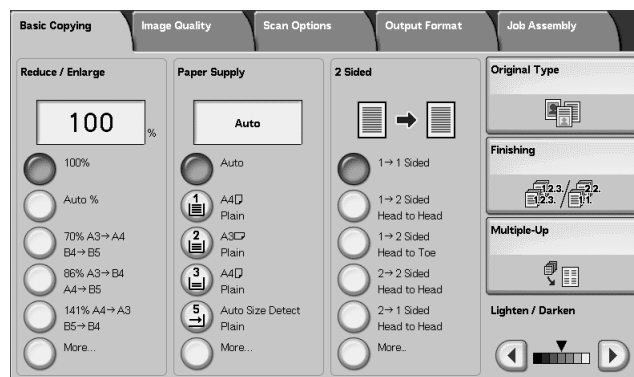 Basic Copying
Image Quality
Scan Options
Output Format
Job Assembly
Reduce / Enlarge
100
%
100%
Auto %
70% A3→A4
B4→B5
86% A3→B4
A4→B5
141% A4→A3
B5→B4
More...
Paper Supply
Auto
Auto
1
A4
Plain
2
A3
Plain
3
A4
Plain
5
Auto Size Detect
Plain
More...
2 Sided
1→1 Sided
1→2 Sided
Head to Head
1→2 Sided
Head to Toe
2→2 Sided
Head to Head
2→1 Sided
Head to Head
More...
Original Type
Finishing
1.2.3. / 2.2.
1.2.3. / 1.1.
Multiple-Up
Lighten / Darken